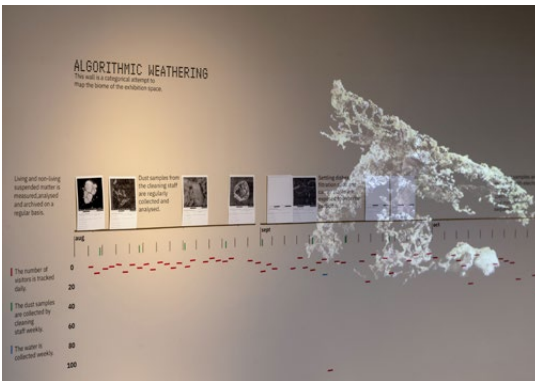 ALGORITHMIC WEATHERING
This wall is a categorical attempt to
map the biome of the exhibition space.
Living and non-living
suspended matter is
measured,analysed
and archived on a
regular basis.
Dust samples from
the cleaning staff
are regularly
collected and
analysed.
Settling dishes
aug
sept
oct
The number of
visitors is tracked
daily.
The dust samples
are collected by
cleaning
staff weekly.
The water is
collected weekly.
0
20
40
60
80
100